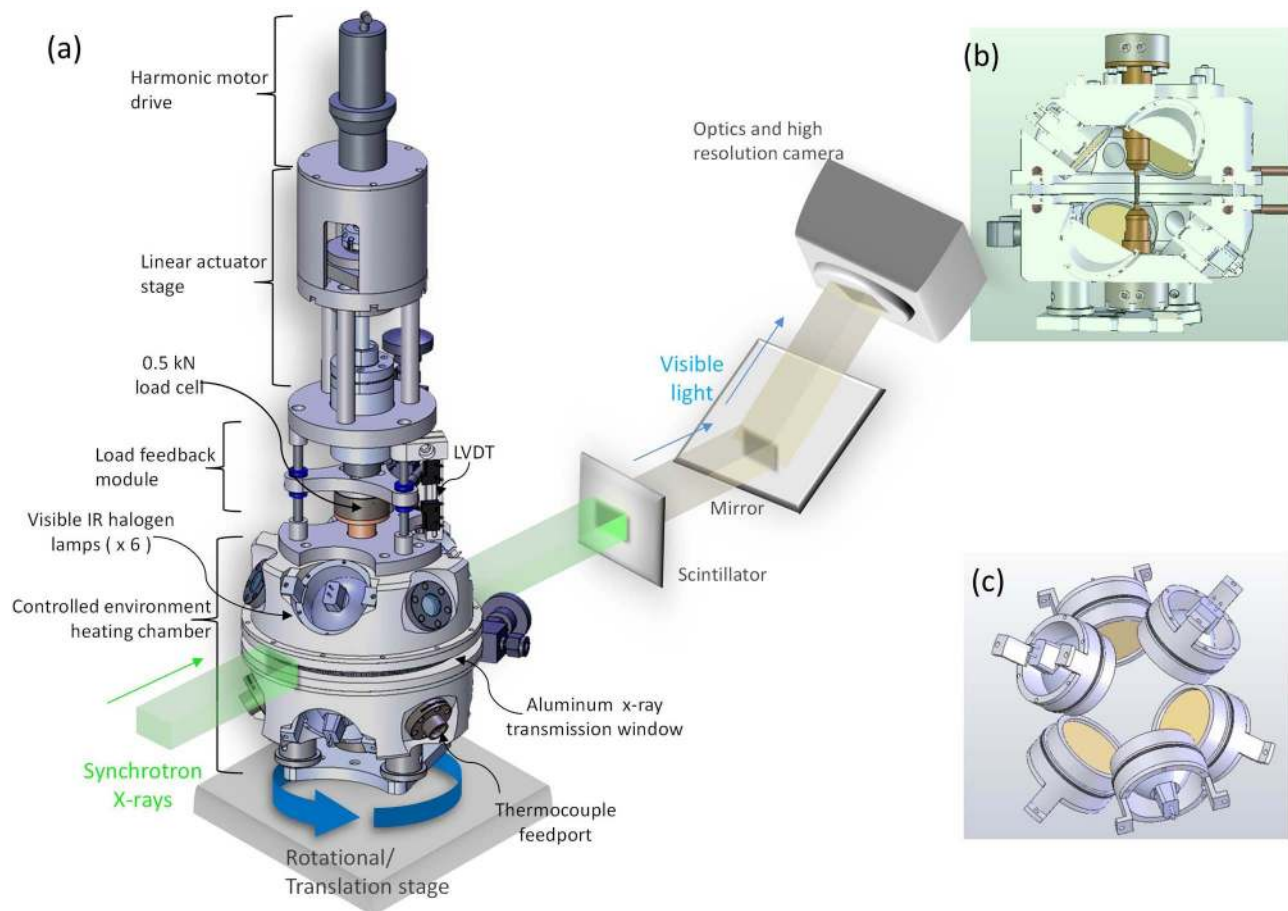 (a)
Harmonic motor
drive
Linear actuator
stage
0.5 kN
load cell
Load feedback
module
Visible IR halogen
lamps ( x 6 )
Controlled environment
heating chamber
Synchrotron
X-rays
LVDT
Aluminum x-ray
transmission window
Thermocouple
feedport
Rotational/
Translation stage
Optics and high
resolution camera
Visible
light
Mirror
Scintillator
(b)
(c)